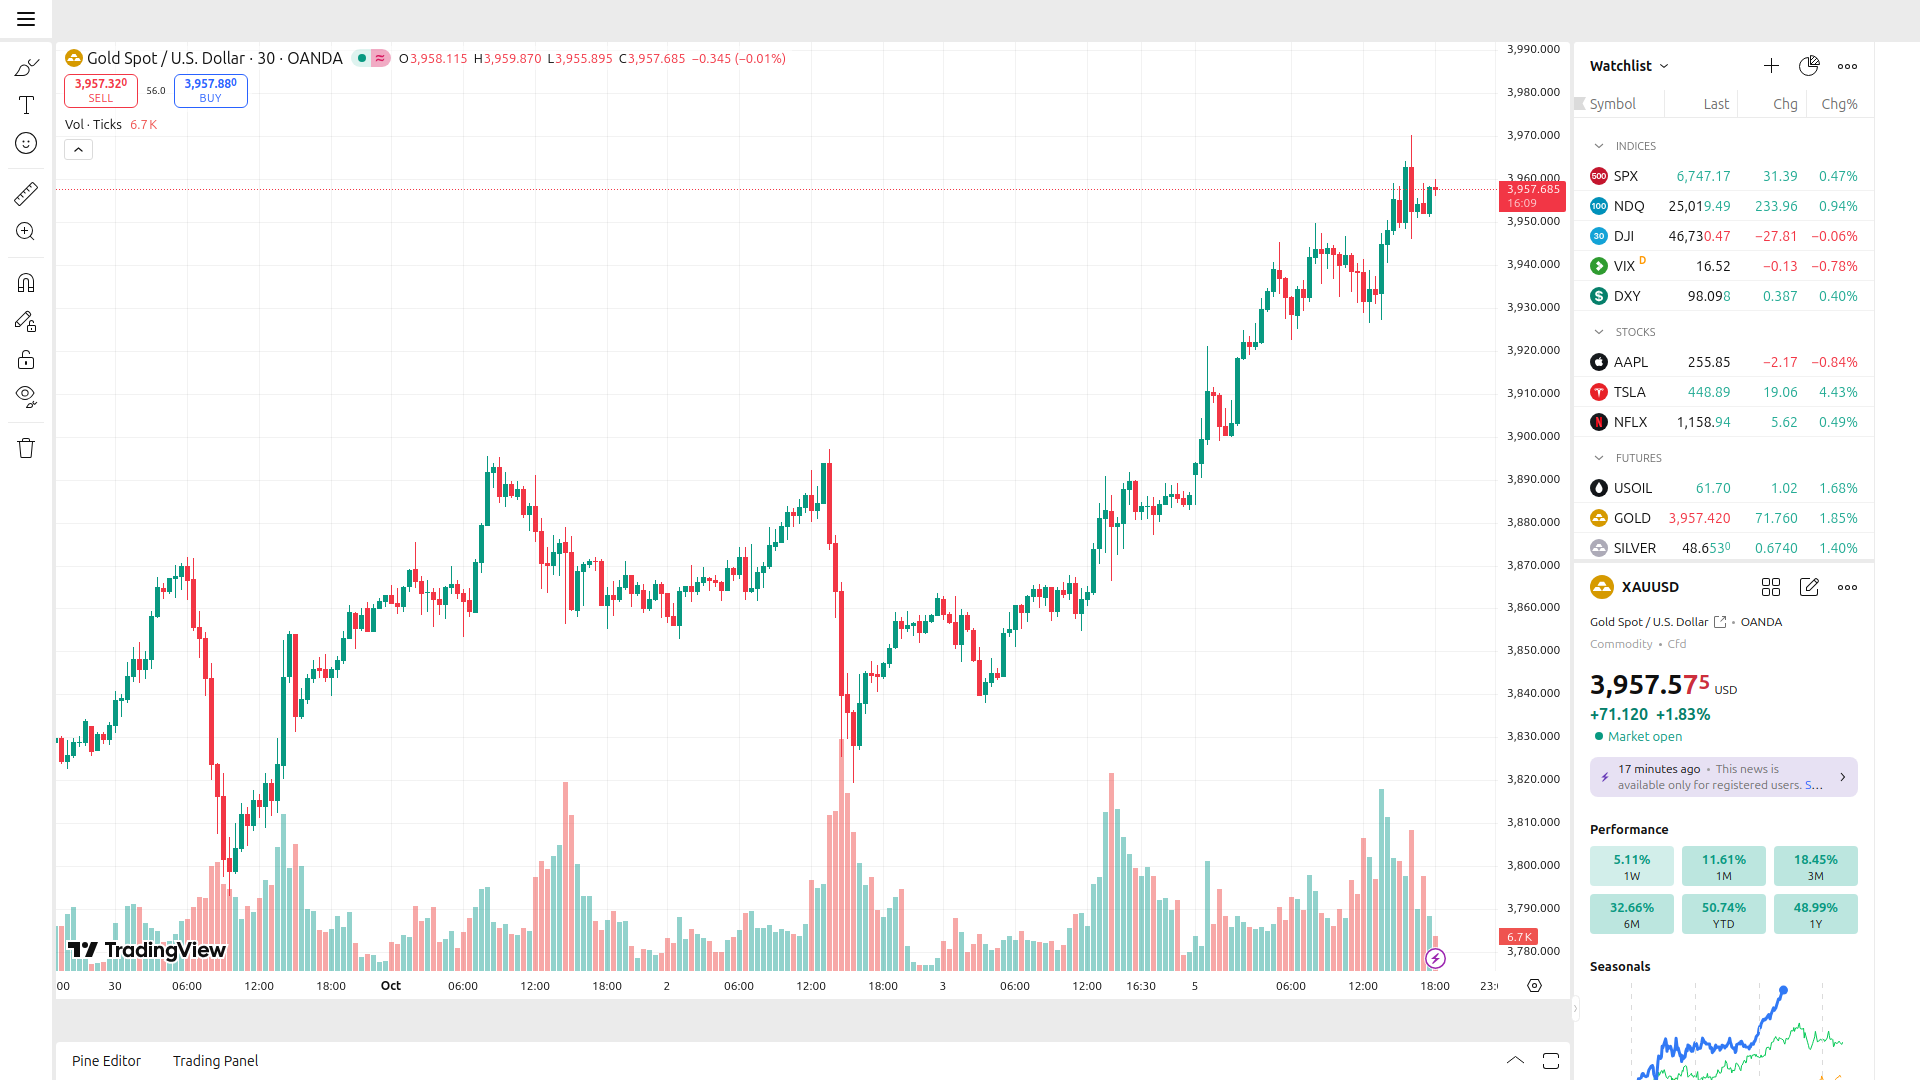 Gold Spot / U.S. Dollar · 30 · OANDA
O3,958.115 H3,959.870 L3,955.895 C3,957.685 −0.345 (−0.01%)
3,957.320
SELL
56.0
3,957.880
BUY
Vol · Ticks 6.7 K
3,990.000
3,980.000
3,970.000
3,960.000
3,957.685
16:09
3,950.000
3,940.000
3,930.000
3,920.000
3,910.000
3,900.000
3,890.000
3,880.000
3,870.000
3,860.000
3,850.000
3,840.000
3,830.000
3,820.000
3,810.000
3,800.000
3,790.000
6.7 K
3,780.000
TradingView
00 30 06:00 12:00 18:00 Oct 06:00 12:00 18:00 2 06:00 12:00 18:00 3 06:00 12:00 16:30 5 06:00 12:00 18:00 23:
Pine Editor Trading Panel
Watchlist
Symbol Last Chg Chg%
INDICES
500 SPX 6,747.17 31.39 0.47%
100 NDQ 25,019.49 233.96 0.94%
30 DJI 46,730.47 −27.81 −0.06%
VIX D 16.52 −0.13 −0.78%
$ DXY 98.098 0.387 0.40%
STOCKS
AAPL 255.85 −2.17 −0.84%
TSLA 448.89 19.06 4.43%
N NFLX 1,158.94 5.62 0.49%
FUTURES
USOIL 61.70 1.02 1.68%
GOLD 3,957.420 71.760 1.85%
SILVER 48.6530 0.6740 1.40%
XAUUSD
Gold Spot / U.S. Dollar • OANDA
Commodity • Cfd
3,957.575 USD
+71.120 +1.83%
Market open
17 minutes ago • This news is
available only for registered users. S...
Performance
5.11% 11.61% 18.45%
1W 1M 3M
32.66% 50.74% 48.99%
6M YTD 1Y
Seasonals